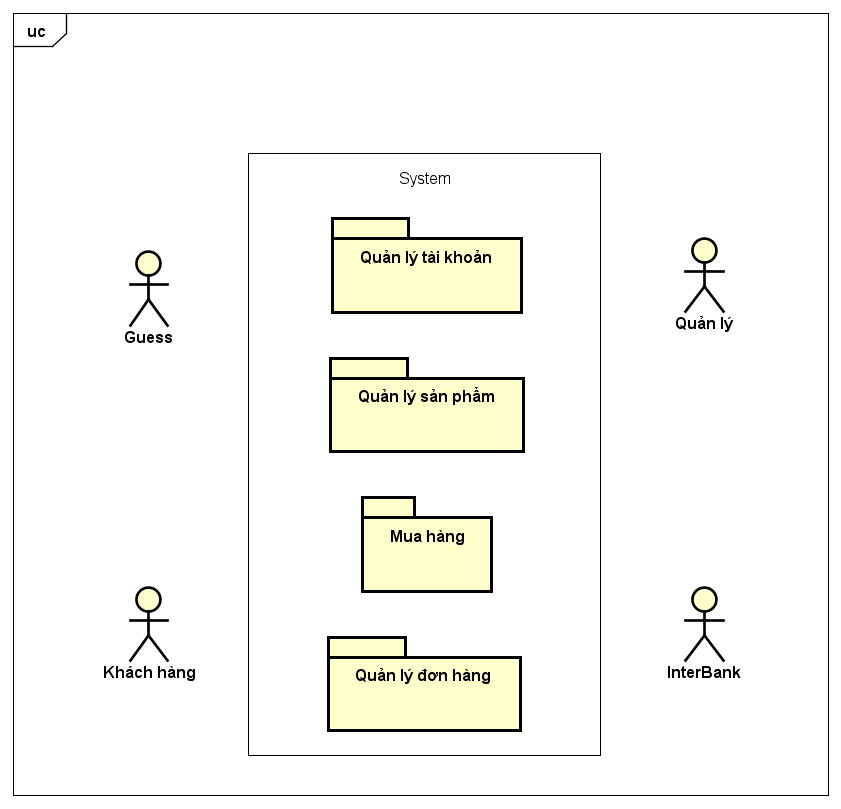 uc
System
Quản lý tài khoản
Guess
Quản lý
Quản lý sản phẩm
Mua hàng
Khách hàng
InterBank
Quản lý đơn hàng